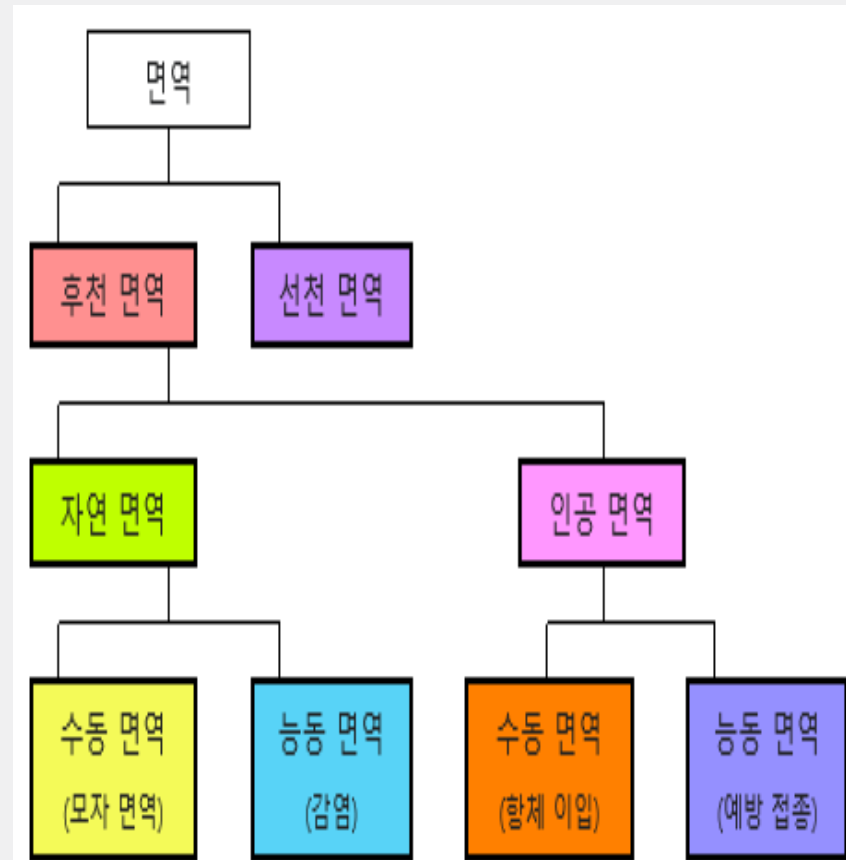 면역
후천 면역
선천 면역
자연 면역
인공 면역
수동 면역
(모자 면역)
능동 면역
(감염)
수동 면역
(항체 이입)
능동 면역
(예방 접종)